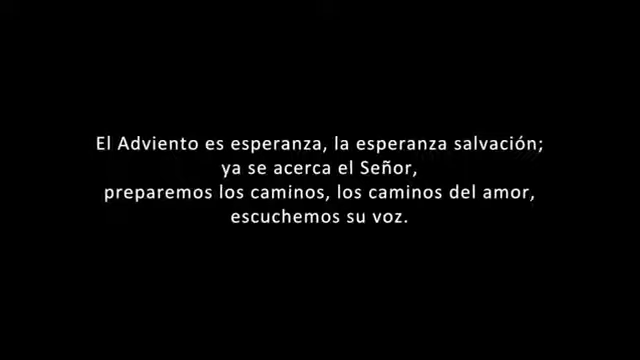 El Adviento es esperanza, la esperanza salvación;
ya se acerca el Señor,
preparemos los caminos, los caminos del amor,
escuchemos su voz.